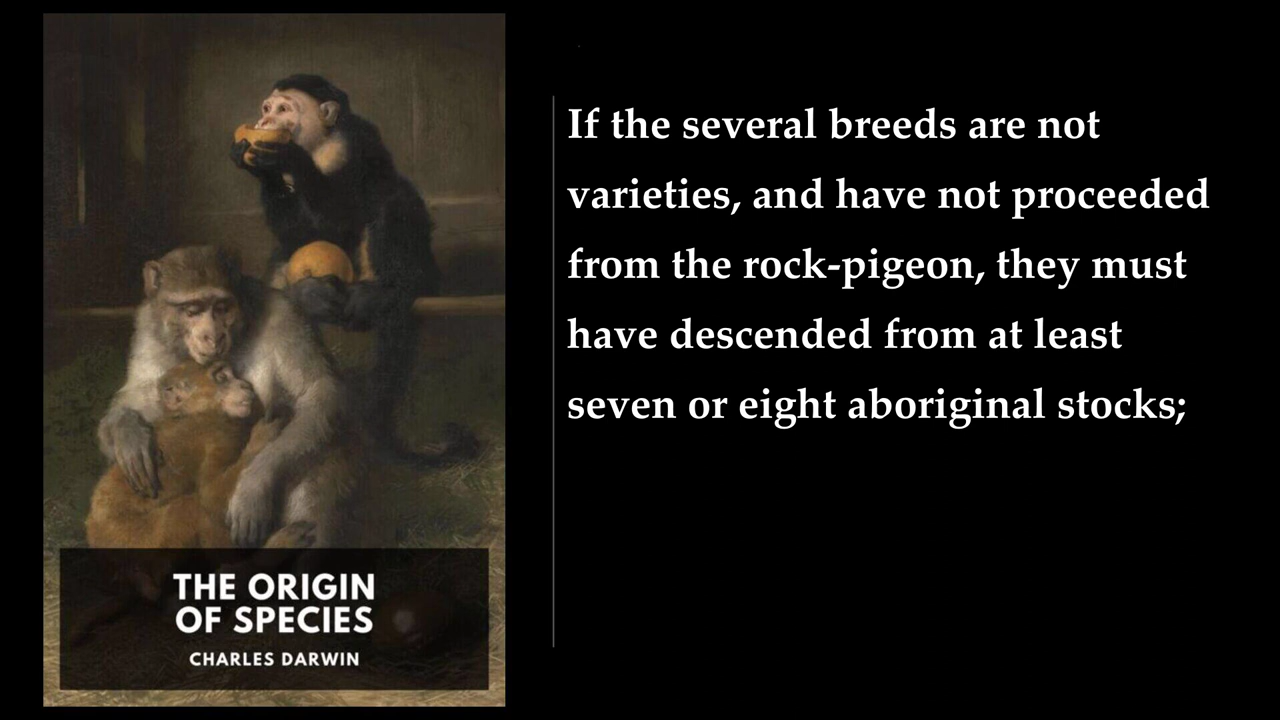 THE ORIGIN
OF SPECIES
CHARLES DARWIN
If the several breeds are not
varieties, and have not proceeded
from the rock-pigeon, they must
have descended from at least
seven or eight aboriginal stocks;